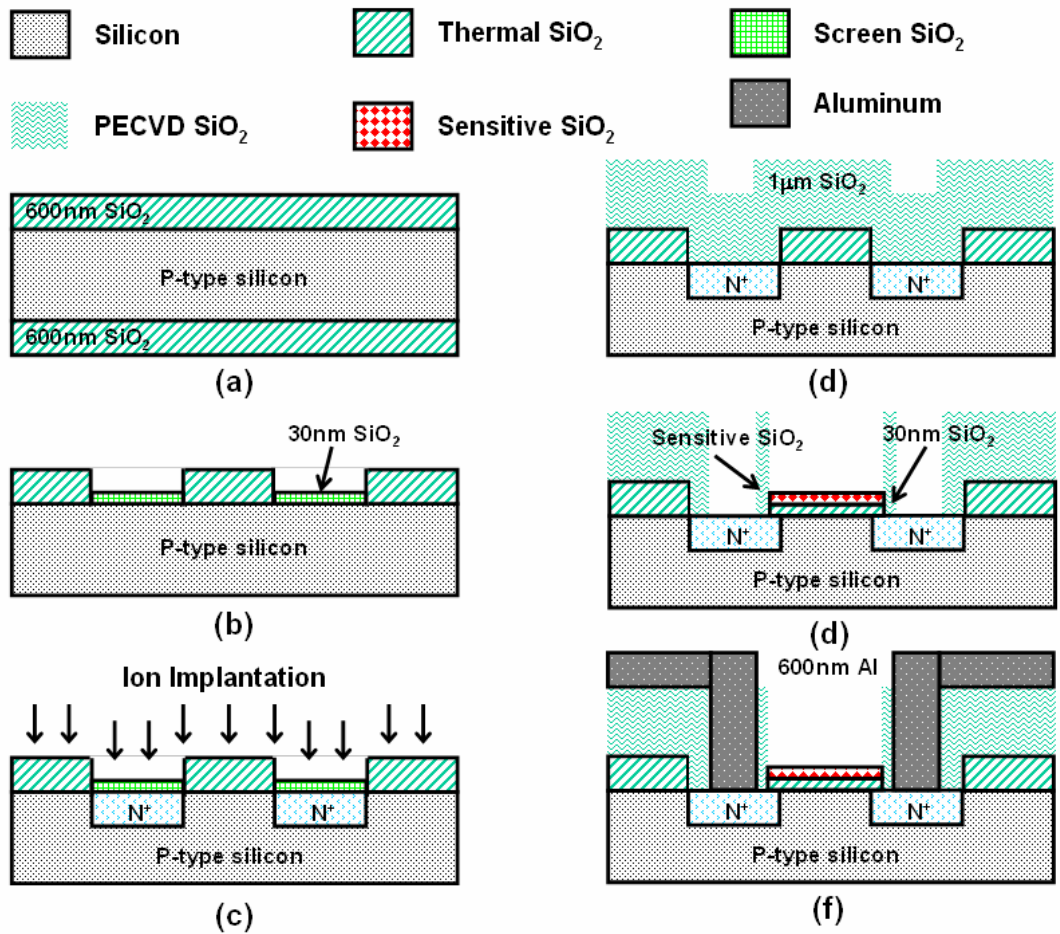 Silicon
Thermal SiO₂
Screen SiO₂
PECVD SiO₂
Sensitive SiO₂
Aluminum
600nm SiO₂
P-type silicon
600nm SiO₂
(a)
30nm SiO₂
P-type silicon
(b)
Ion Implantation
N⁺
N⁺
P-type silicon
(c)
1μm SiO₂
N⁺
N⁺
P-type silicon
(d)
Sensitive SiO₂
30nm SiO₂
N⁺
N⁺
P-type silicon
(d)
600nm Al
N⁺
N⁺
P-type silicon
(f)